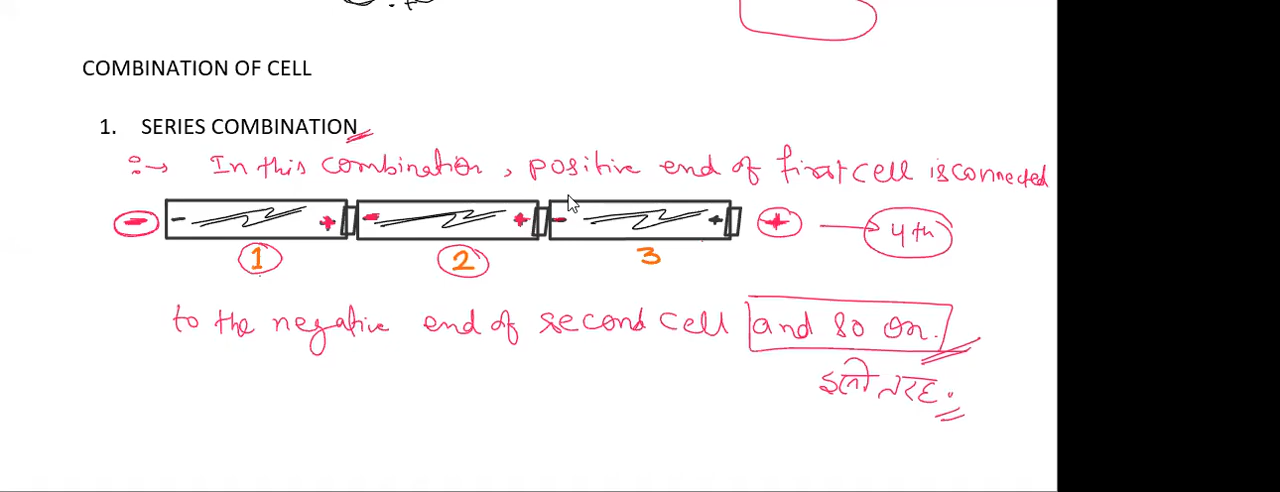 COMBINATION OF CELL
1. SERIES COMBINATION
:→ In this combination, positive end of first cell is connected
- - + - + - + + → 4th
1 2 3
to the negative end of second cell and so on.
इसी तरह.